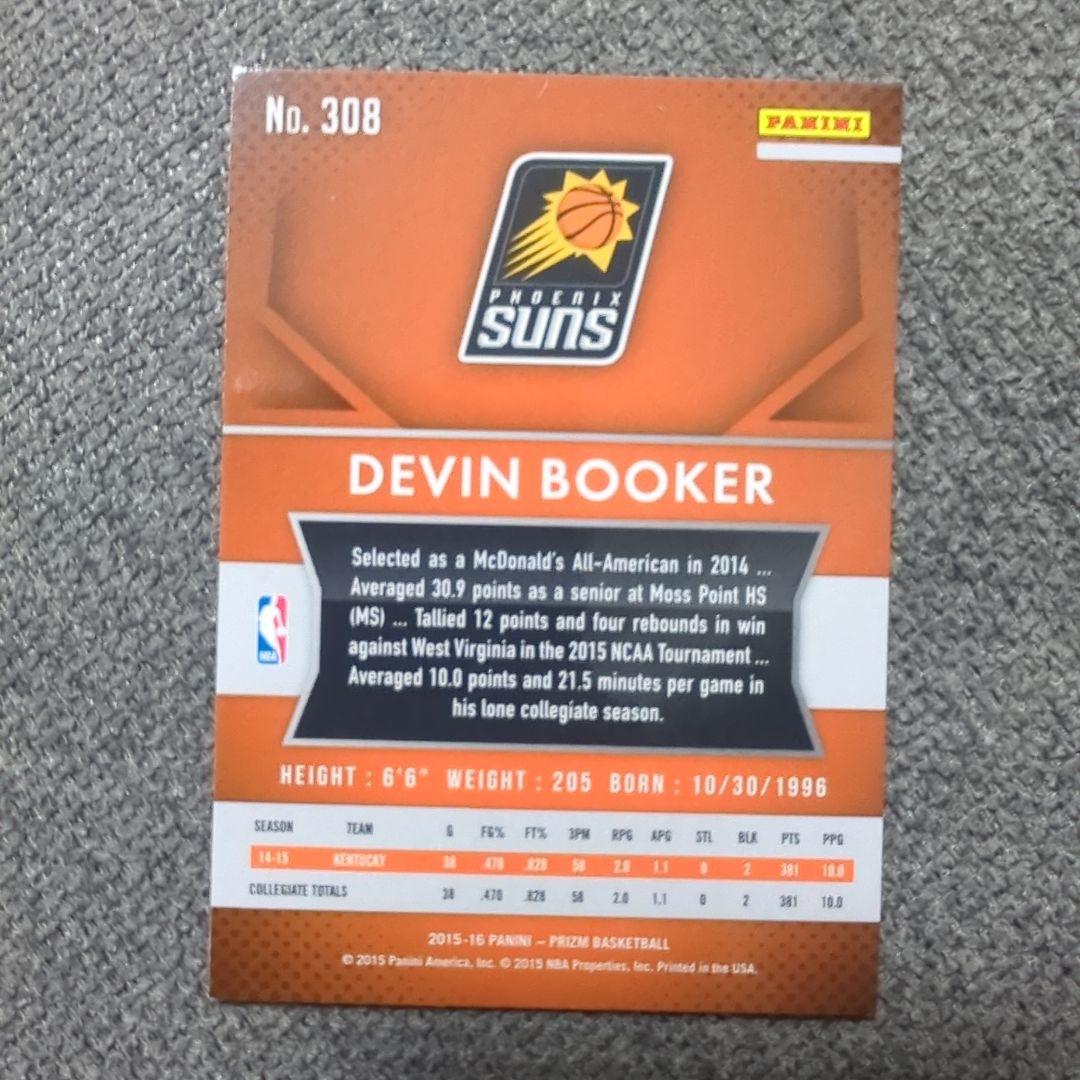 No. 308
PANINI
PHOENIX
SUNS
DEVIN BOOKER
Selected as a McDonald's All-American in 2014 ...
Averaged 30.9 points as a senior at Moss Point HS
(MS) ... Tallied 12 points and four rebounds in win
against West Virginia in the 2015 NCAA Tournament ...
Averaged 10.0 points and 21.5 minutes per game in
his lone collegiate season.
NBA
HEIGHT : 6'6" WEIGHT : 205 BORN : 10/30/1996
SEASON TEAM G FG% FT% 3PM RPG APG STL BLK PTS PPG
14-15 KENTUCKY 38 .470 .828 58 2.0 1.1 0 2 381 10.0
COLLEGIATE TOTALS 38 .470 .828 58 2.0 1.1 0 2 381 10.0
2015-16 PANINI – PRIZM BASKETBALL
© 2015 Panini America, Inc. © 2015 NBA Properties, Inc. Printed in the USA.